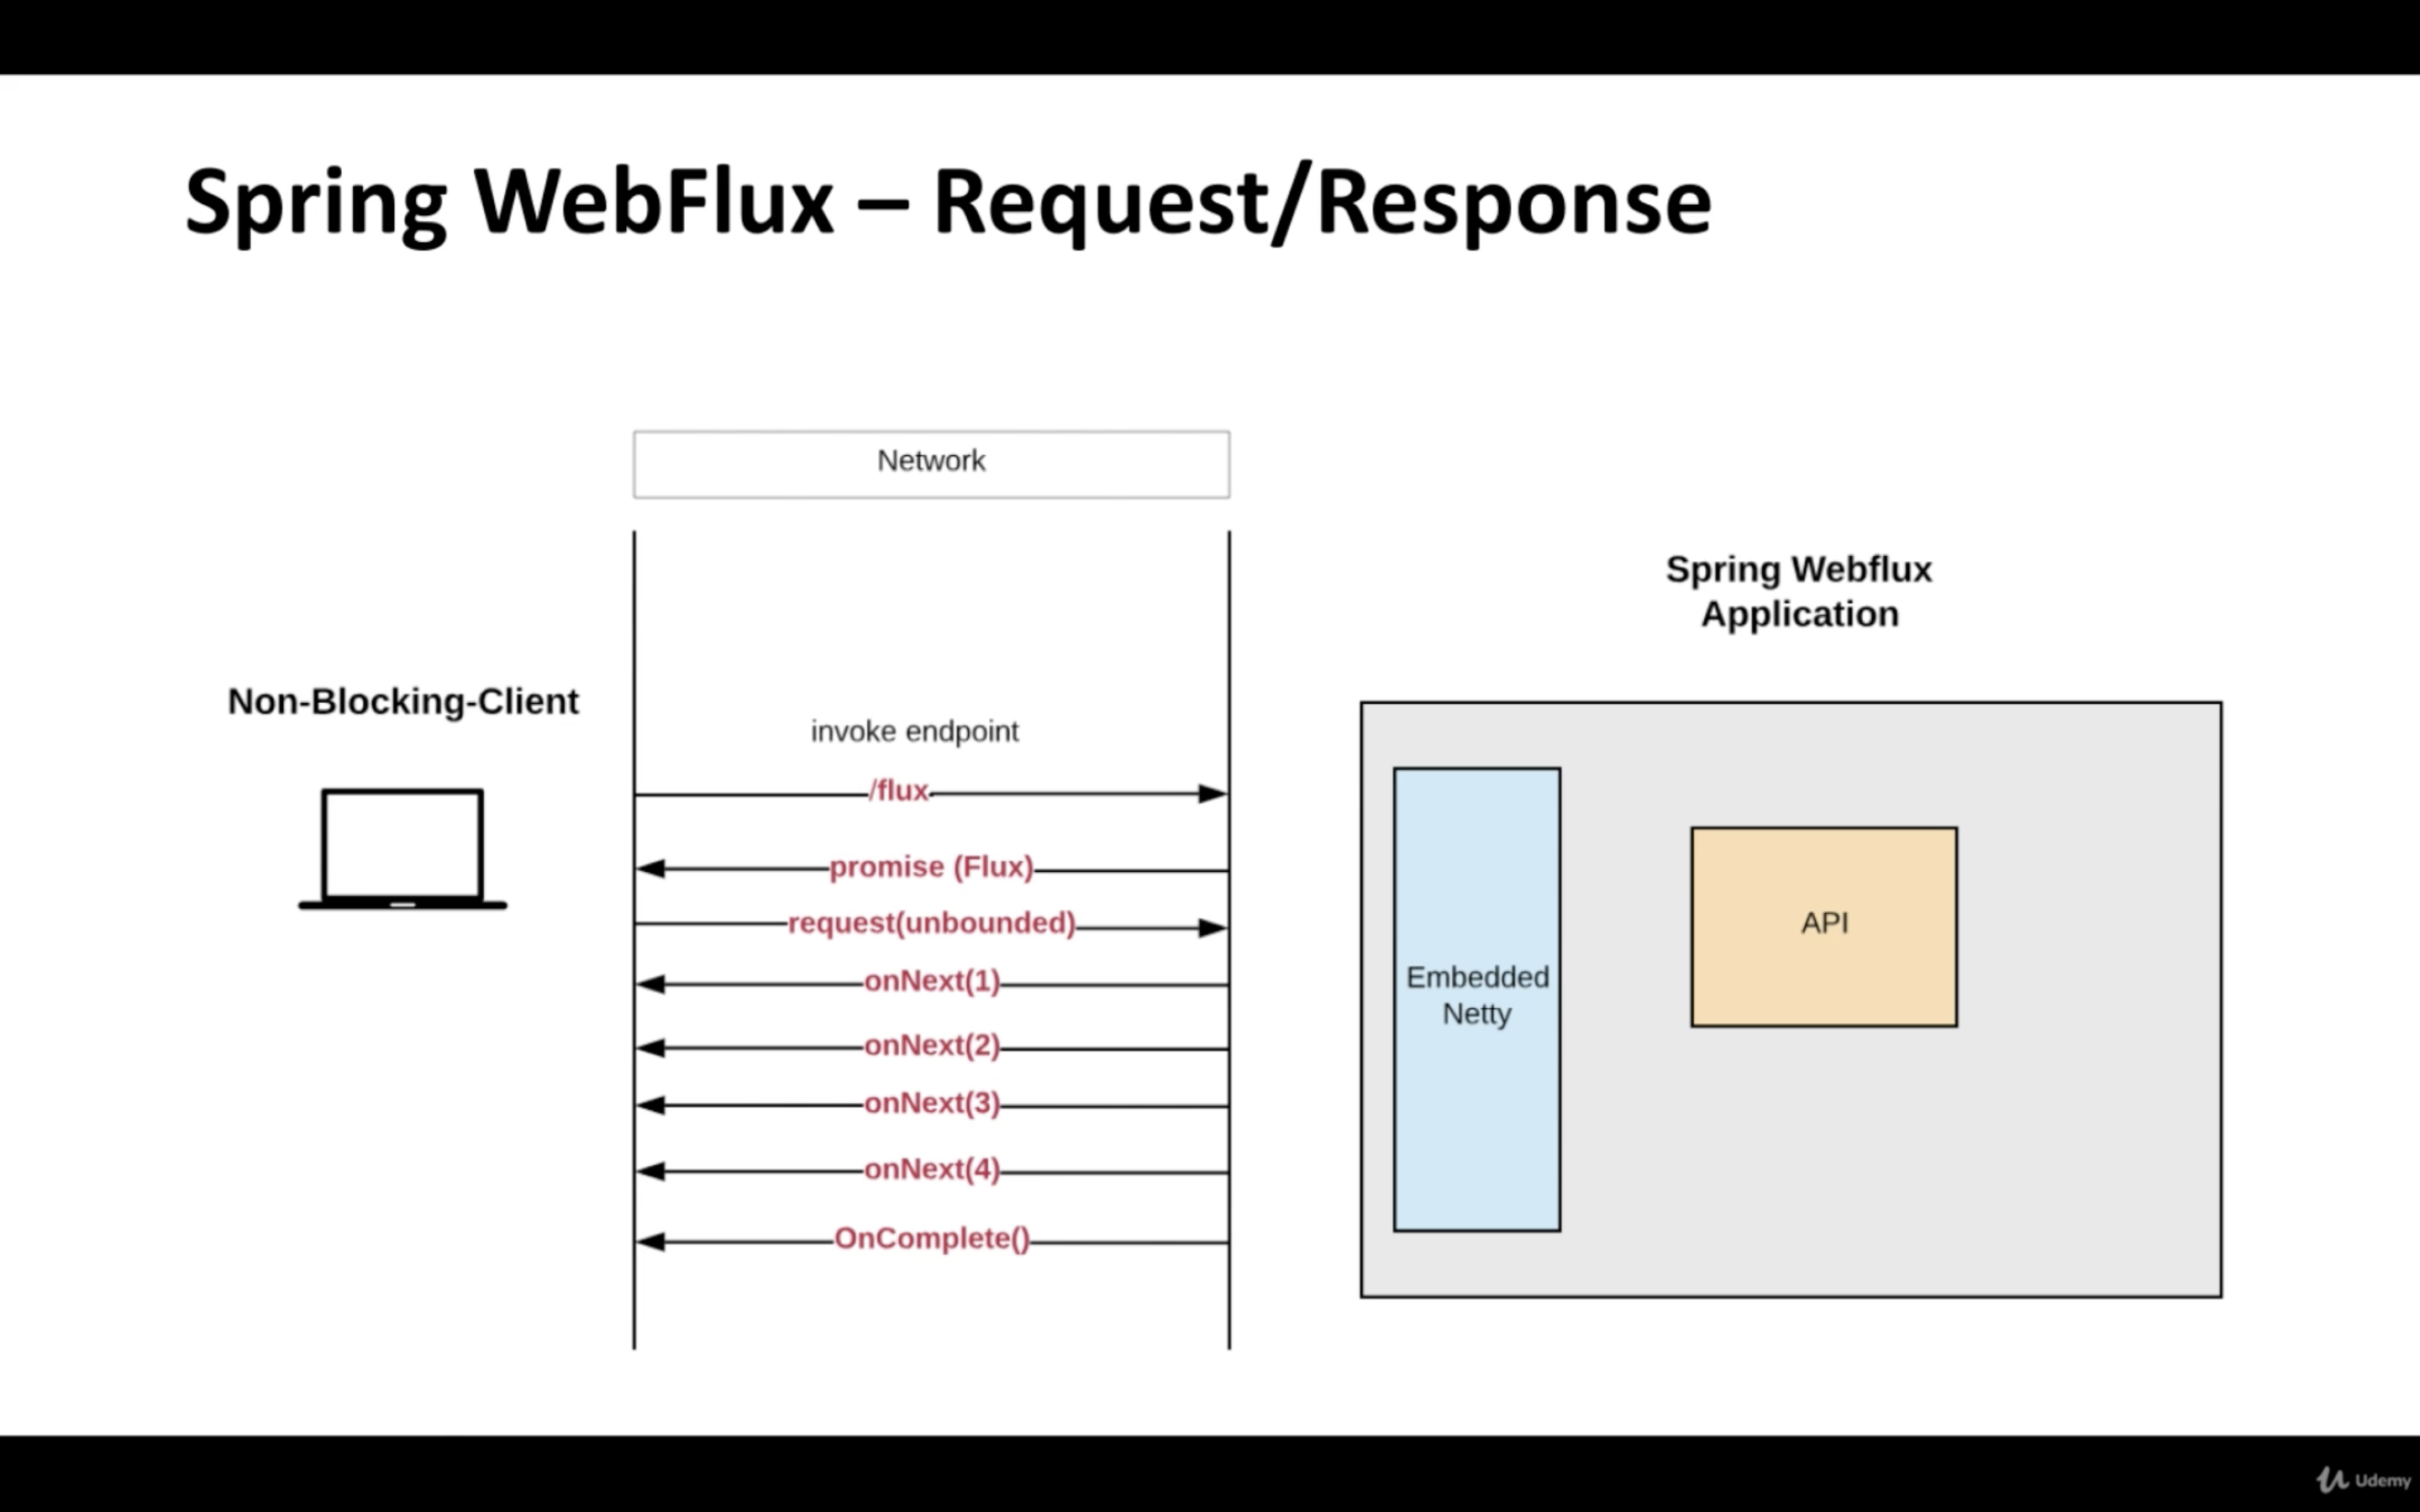 Spring WebFlux – Request/Response
Network
Spring Webflux
Application
Non-Blocking-Client
invoke endpoint
/flux
promise (Flux)
request(unbounded)
onNext(1)
onNext(2)
onNext(3)
onNext(4)
OnComplete()
Embedded
Netty
API
Udemy